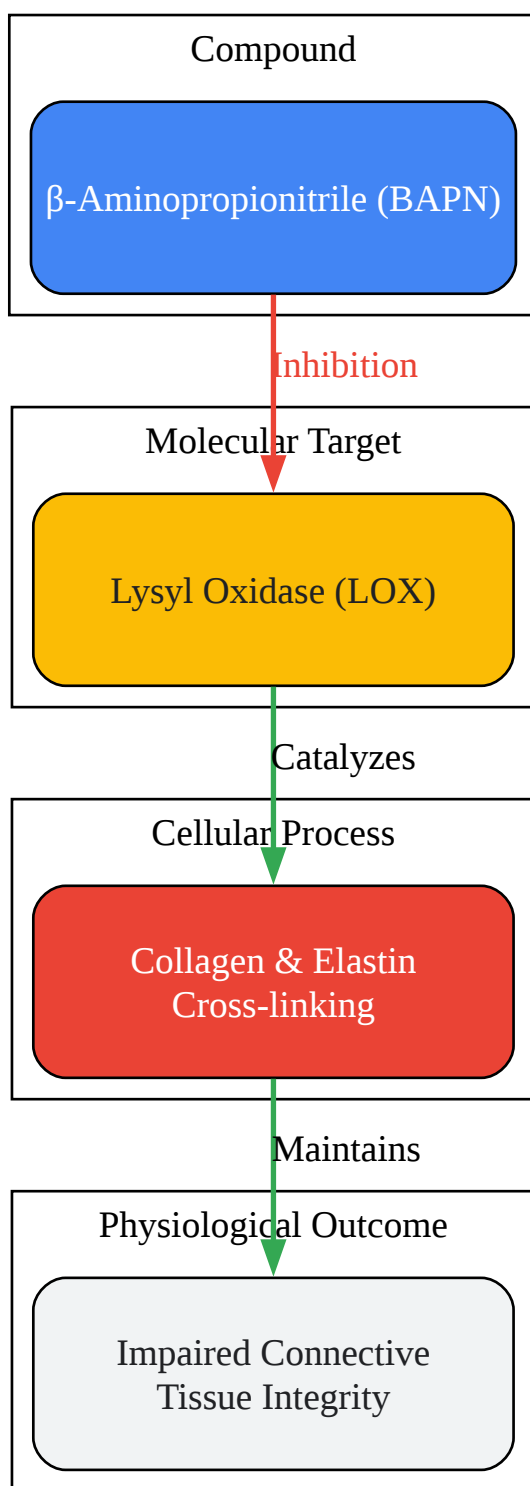 Compound
β-Aminopropionitrile (BAPN)
Inhibition
Molecular Target
Lysyl Oxidase (LOX)
Catalyzes
Cellular Process
Collagen & Elastin
Cross-linking
Maintains
Physiological Outcome
Impaired Connective
Tissue Integrity